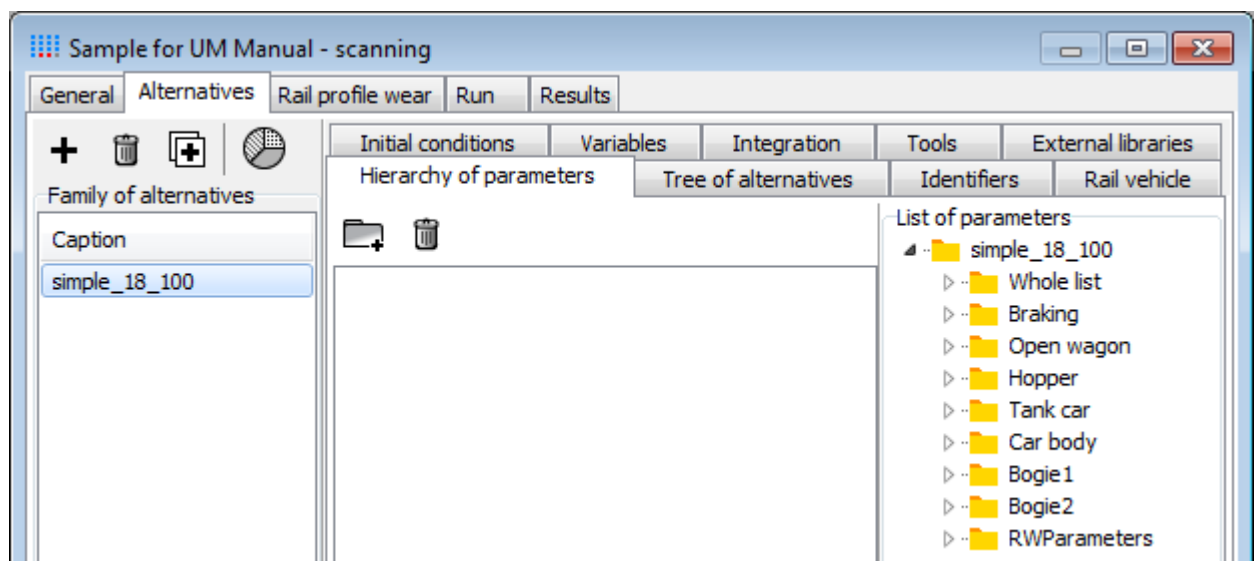 Sample for UM Manual - scanning
General Alternatives Rail profile wear Run Results
Initial conditions Variables Integration Tools External libraries
Hierarchy of parameters Tree of alternatives Identifiers Rail vehicle
Family of alternatives
Caption
simple_18_100
List of parameters
simple_18_100
Whole list
Braking
Open wagon
Hopper
Tank car
Car body
Bogie1
Bogie2
RWParameters